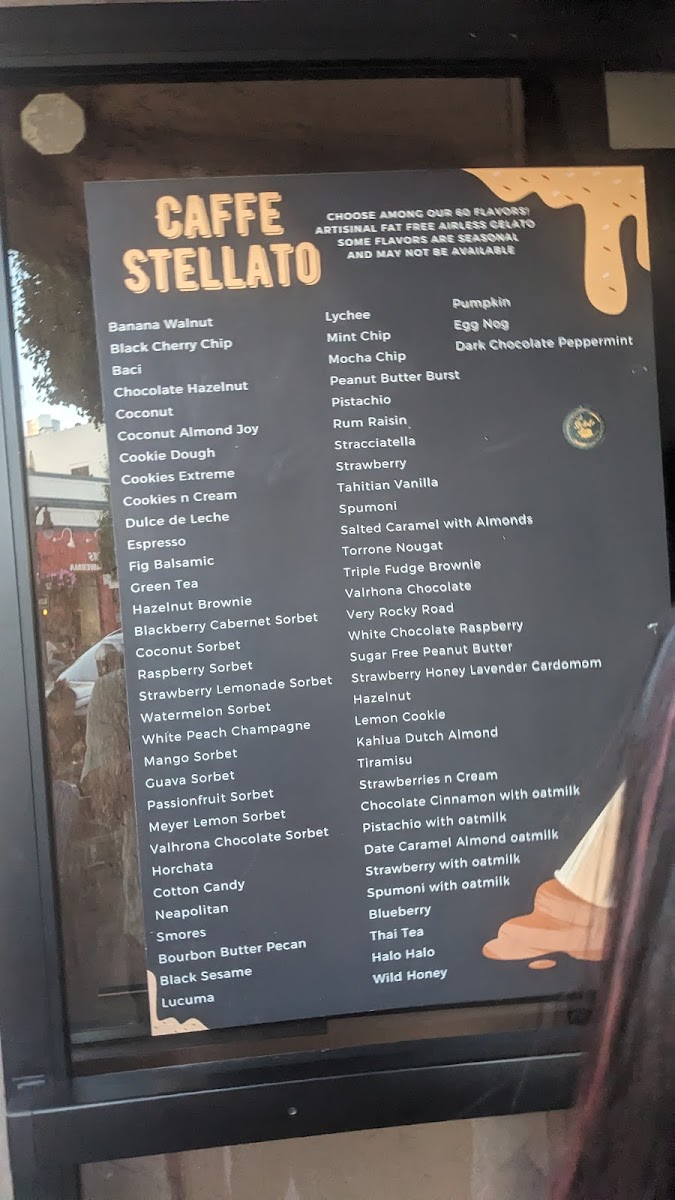 CAFFE
STELLATO
CHOOSE AMONG OUR 60 FLAVORS!
ARTISINAL FAT FREE AIRLESS GELATO
SOME FLAVORS ARE SEASONAL
AND MAY NOT BE AVAILABLE
Banana Walnut
Black Cherry Chip
Baci
Chocolate Hazelnut
Coconut
Coconut Almond Joy
Cookie Dough
Cookies Extreme
Cookies n Cream
Dulce de Leche
Espresso
Fig Balsamic
Green Tea
Hazelnut Brownie
Blackberry Cabernet Sorbet
Coconut Sorbet
Raspberry Sorbet
Strawberry Lemonade Sorbet
Watermelon Sorbet
White Peach Champagne
Mango Sorbet
Guava Sorbet
Passionfruit Sorbet
Meyer Lemon Sorbet
Valhrona Chocolate Sorbet
Horchata
Cotton Candy
Neapolitan
Smores
Bourbon Butter Pecan
Black Sesame
Lucuma
Lychee
Mint Chip
Mocha Chip
Peanut Butter Burst
Pistachio
Rum Raisin
Stracciatella
Strawberry
Tahitian Vanilla
Spumoni
Salted Caramel with Almonds
Torrone Nougat
Triple Fudge Brownie
Valrhona Chocolate
Very Rocky Road
White Chocolate Raspberry
Sugar Free Peanut Butter
Strawberry Honey Lavender Cardomom
Hazelnut
Lemon Cookie
Kahlua Dutch Almond
Tiramisu
Strawberries n Cream
Chocolate Cinnamon with oatmilk
Pistachio with oatmilk
Date Caramel Almond oatmilk
Strawberry with oatmilk
Spumoni with oatmilk
Blueberry
Thai Tea
Halo Halo
Wild Honey
Pumpkin
Egg Nog
Dark Chocolate Peppermint